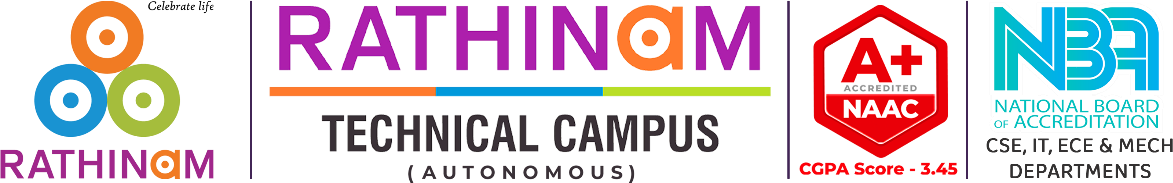 Celebrate life
RATHINAM
RATHINAM
TECHNICAL CAMPUS
(AUTONOMOUS)
A+
ACCREDITED
NAAC
CGPA Score - 3.45
NBA
NATIONAL BOARD
OF ACCREDITATION
CSE, IT, ECE & MECH
DEPARTMENTS